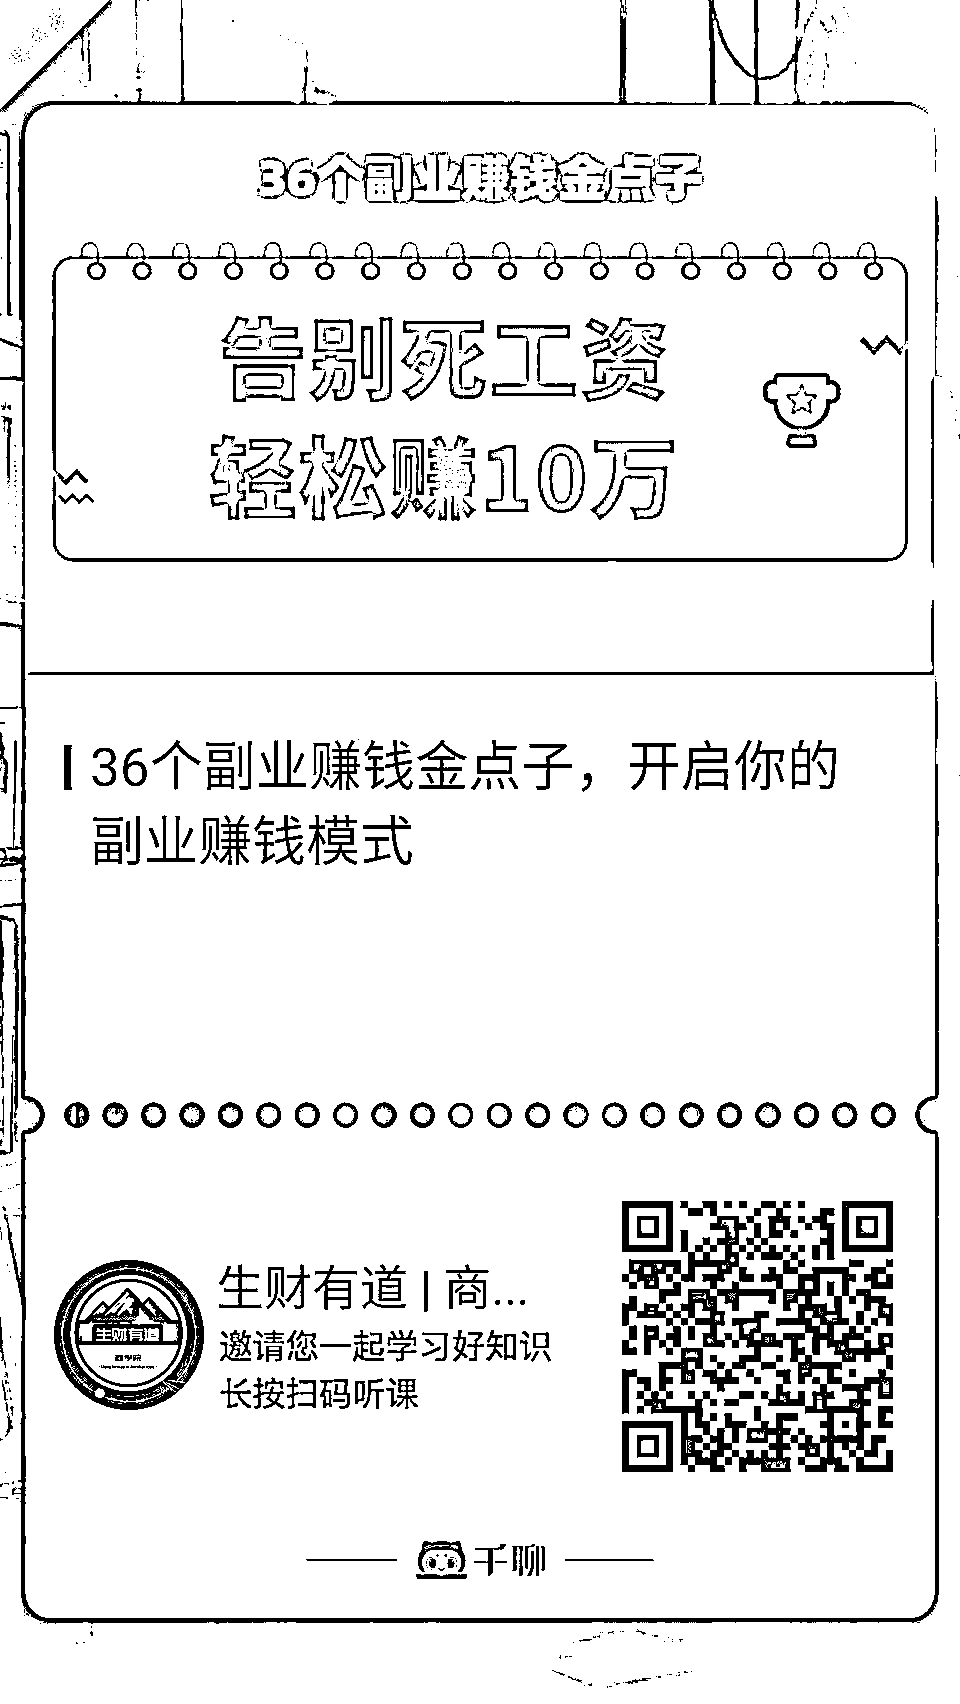 36个副业赚钱金点子
告别死工资
轻松赚10万
36个副业赚钱金点子，开启你的
副业赚钱模式
生财有道 | 商...
邀请您一起学习好知识
长按扫码听课
生财有道
商学院
千聊